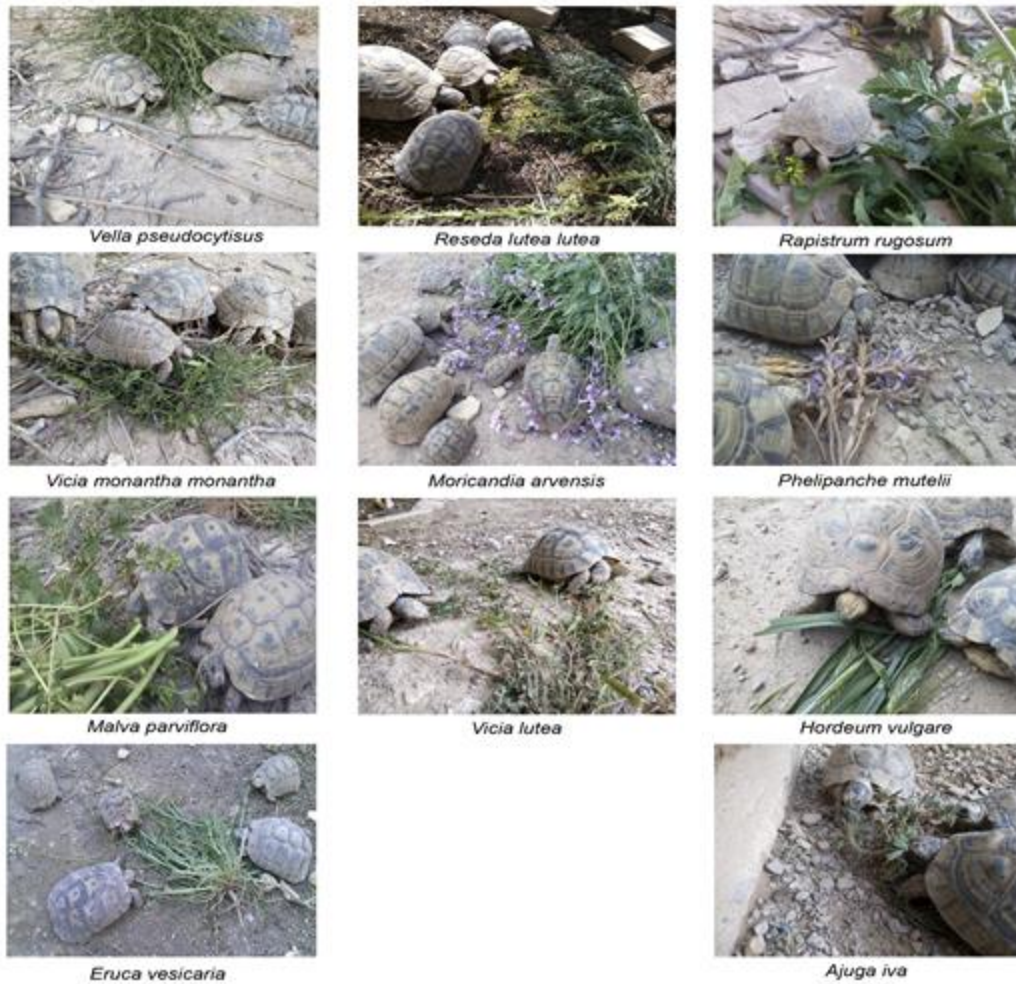 Vella pseudocytisus
Reseda lutea lutea
Rapistrum rugosum
Vicia monantha monantha
Moricandia arvensis
Phelipanche mutelii
Malva parviflora
Vicia lutea
Hordeum vulgare
Eruca vesicaria
Ajuga iva